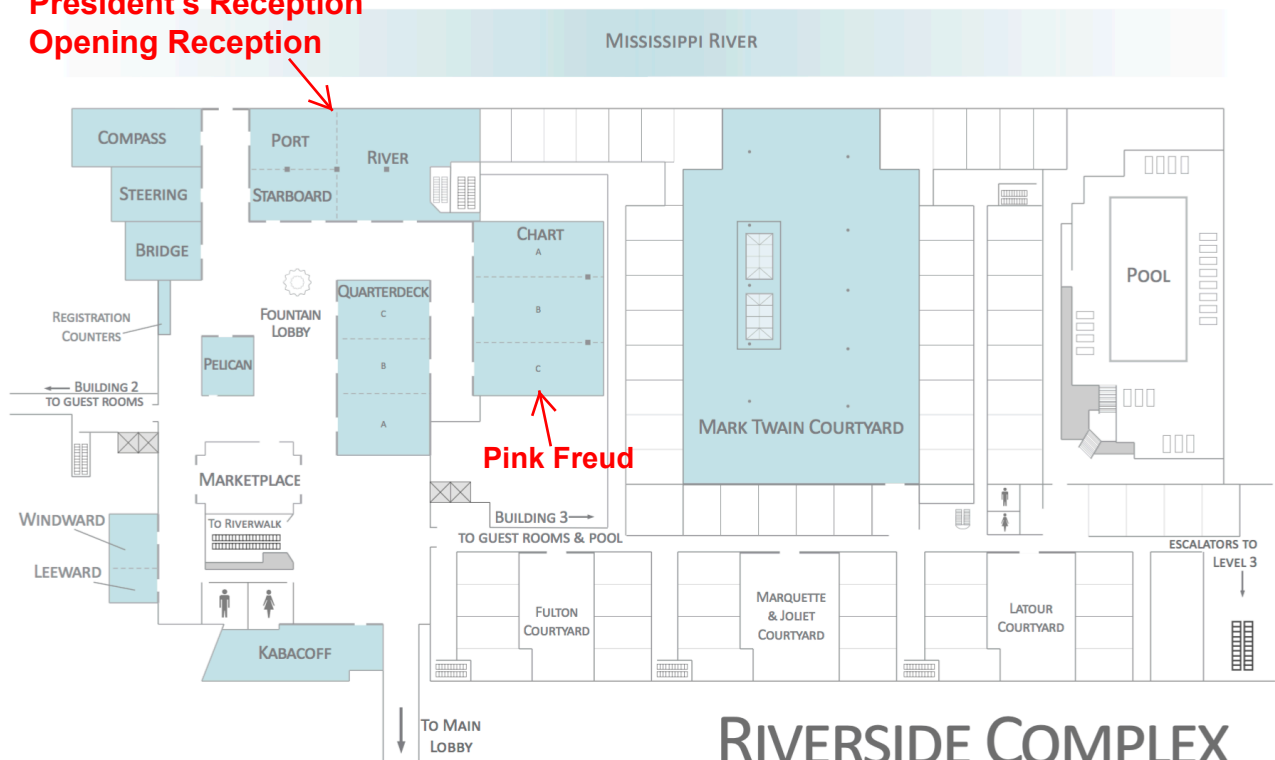 President's Reception
Opening Reception
MISSISSIPPI RIVER
COMPASS
PORT
RIVER
STEERING
STARBOARD
BRIDGE
CHART
A
B
C
QUARTERDECK
C
B
A
FOUNTAIN
LOBBY
REGISTRATION
COUNTERS
PELICAN
POOL
BUILDING 2
TO GUEST ROOMS
MARK TWAIN COURTYARD
Pink Freud
MARKETPLACE
TO RIVERWALK
WINDWARD
LEEWARD
BUILDING 3
TO GUEST ROOMS & POOL
ESCALATORS TO
LEVEL 3
FULTON
COURTYARD
MARQUETTE
& JOLIET
COURTYARD
LATOUR
COURTYARD
KABACOFF
TO MAIN
LOBBY
RIVERSIDE COMPLEX